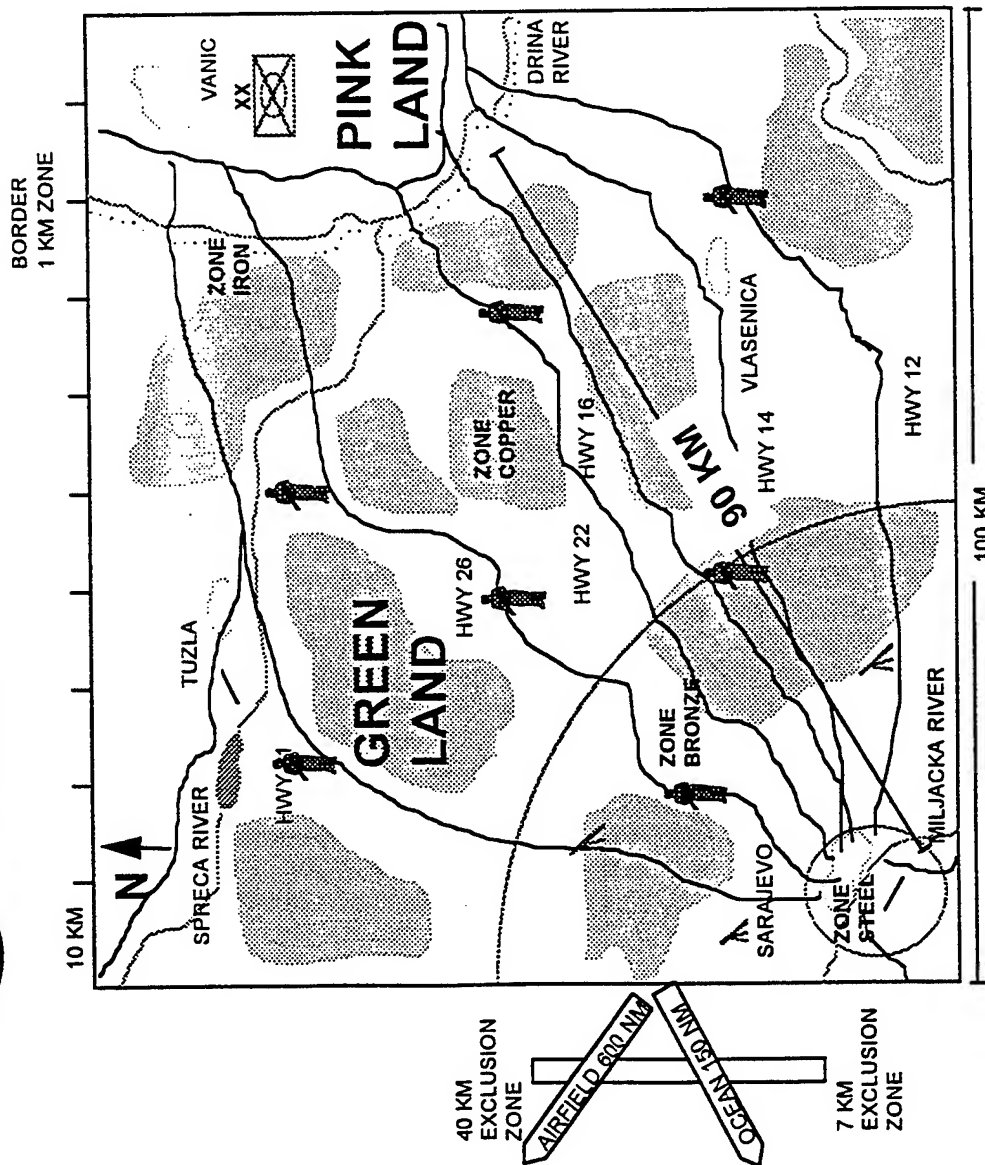 BORDER
1 KM ZONE
10 KM
N
SPRECA RIVER
TUZLA
HWY 1
ZONE
IRON
VANIC
XX
PINK
LAND
DRINA
RIVER
GREEN
LAND
HWY 26
HWY 22
ZONE
COPPER
HWY 16
90 KM
VLASENICA
HWY 14
HWY 12
ZONE
BRONZE
SARAJEVO
ZONE
STEEL
MILJACKA RIVER
100 KM
40 KM
EXCLUSION
ZONE
AIRFIELD 600 NM
OCEAN 150 NM
7 KM
EXCLUSION
ZONE